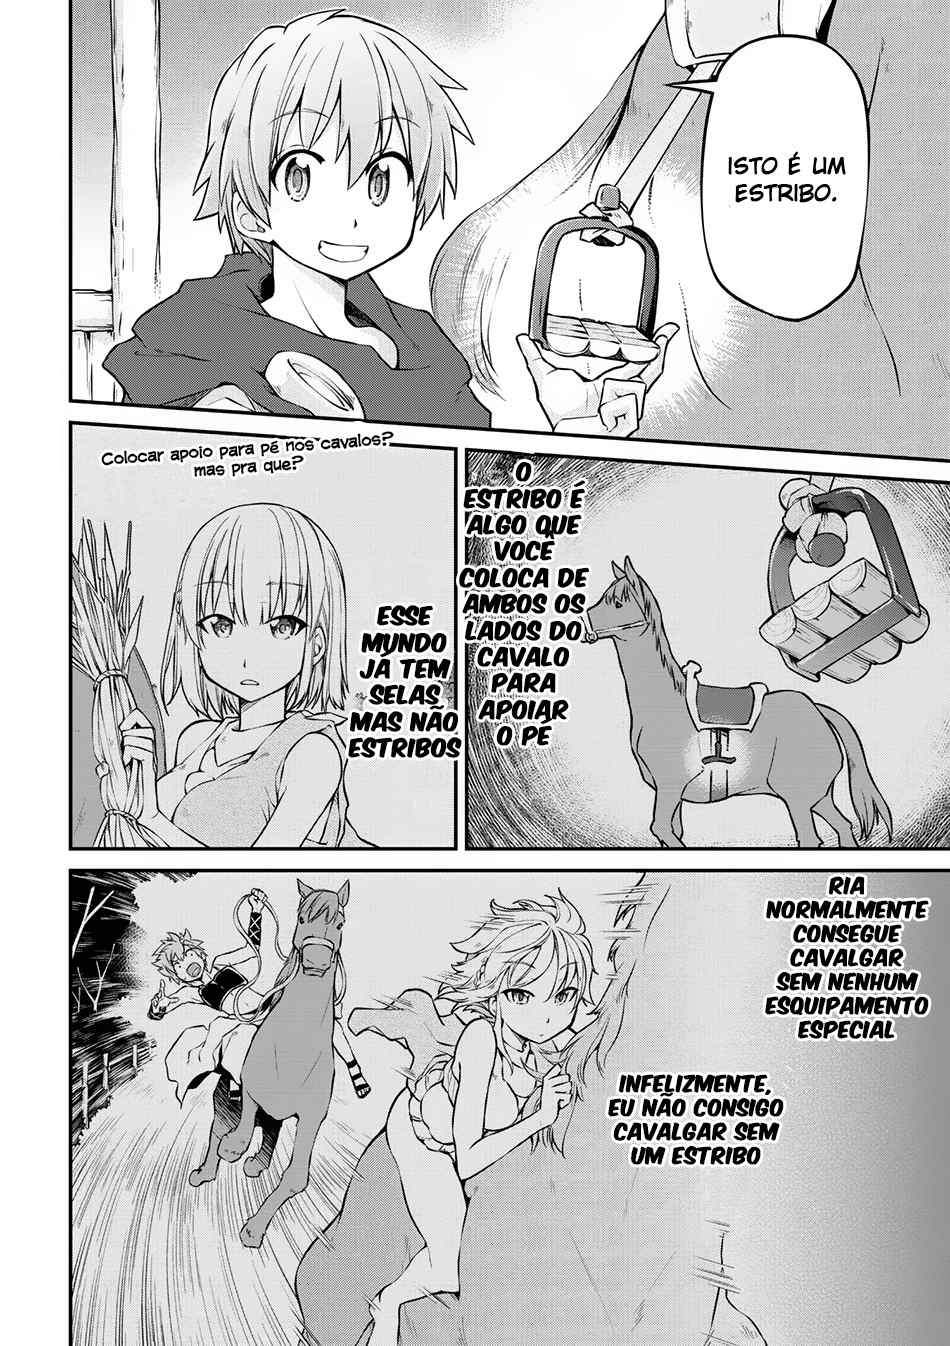 ISTO É UM
ESTRIBO.
O
ESTRIBO É
ALGO QUE
VOCÊ
COLOCA DE
AMBOS OS
LADOS DO
CAVALO
PARA
APOIAR
O PÉ
Colocar apoio para pé nos cavalos?
mas pra que?
ESSE
MUNDO
JÁ TEM
SELAS
MAS NÃO
ESTRIBOS
RIA
NORMALMENTE
CONSEGUE
CAVALGAR
SEM NENHUM
ESQUIPAMENTO
ESPECIAL
INFELIZMENTE,
EU NÃO CONSIGO
CAVALGAR SEM
UM ESTRIBO